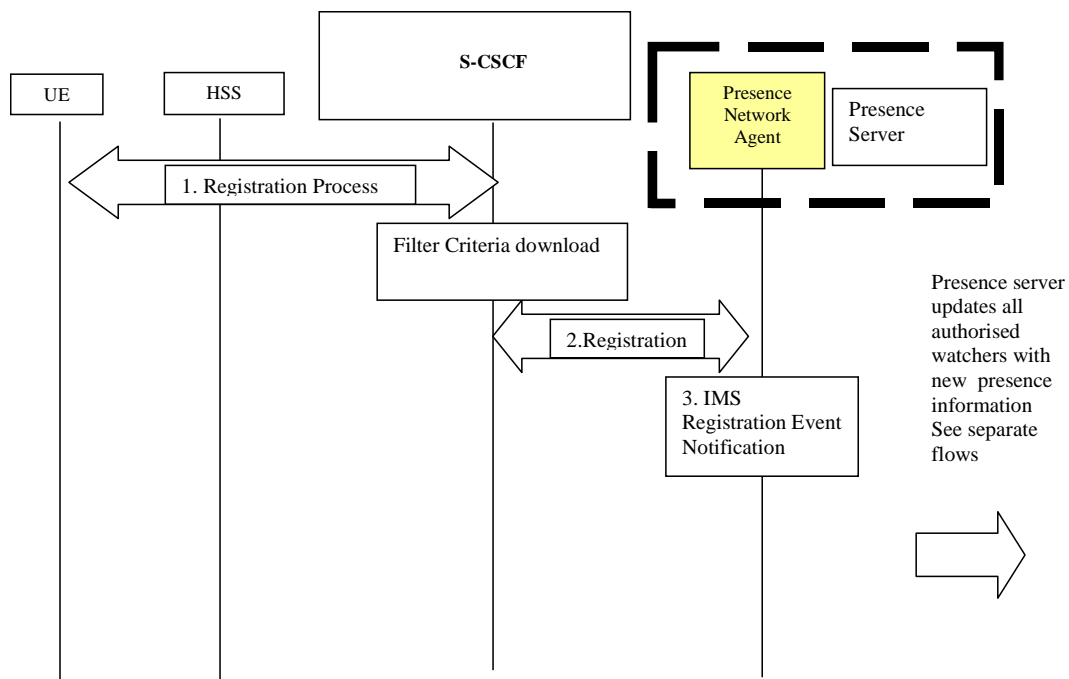 S-CSCF
UE
HSS
Presence
Network
Agent
Presence
Server
1. Registration Process
Filter Criteria download
2.Registration
3. IMS
Registration Event
Notification
Presence server
updates all
authorised
watchers with
new presence
information
See separate
flows